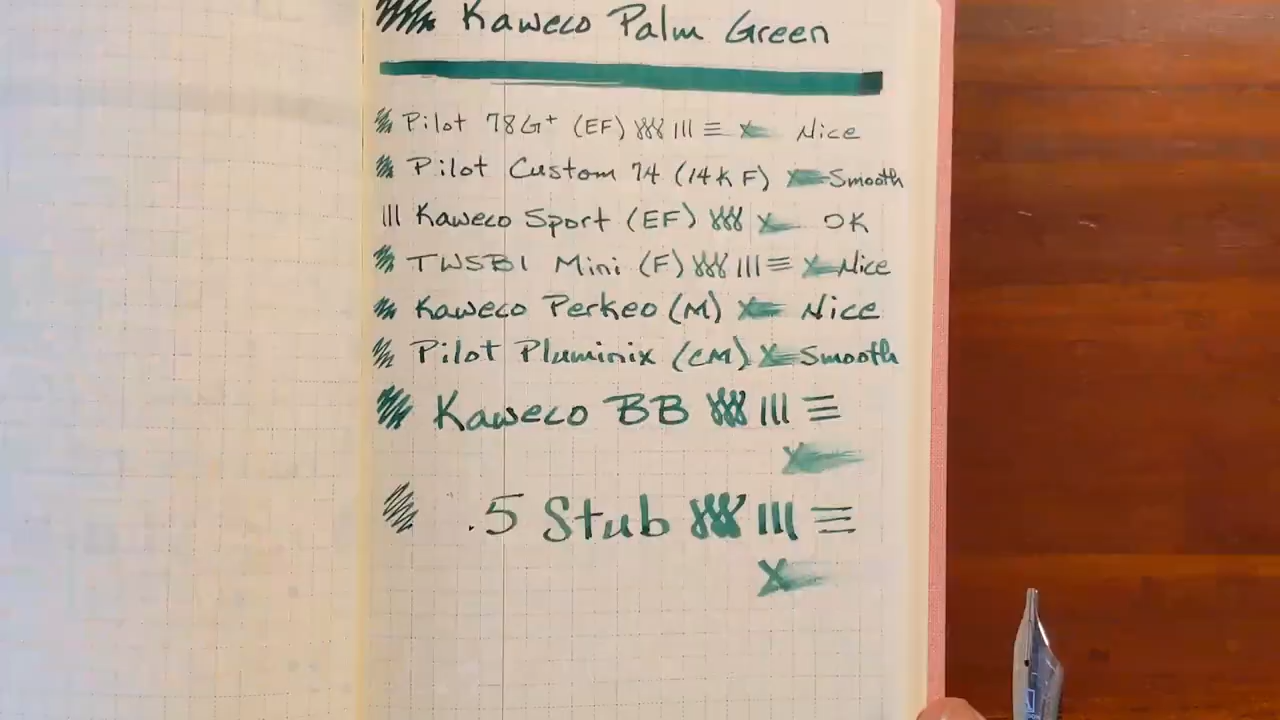 Kaweco Palm Green
Pilot 78G+ (EF) Nice
Pilot Custom 74 (14K F) Smooth
Kaweco Sport (EF) OK
TWSBI Mini (F) Nice
Kaweco Perkeo (M) Nice
Pilot Pluminix (CM) Smooth
Kaweco BB
X
.5 Stub
X